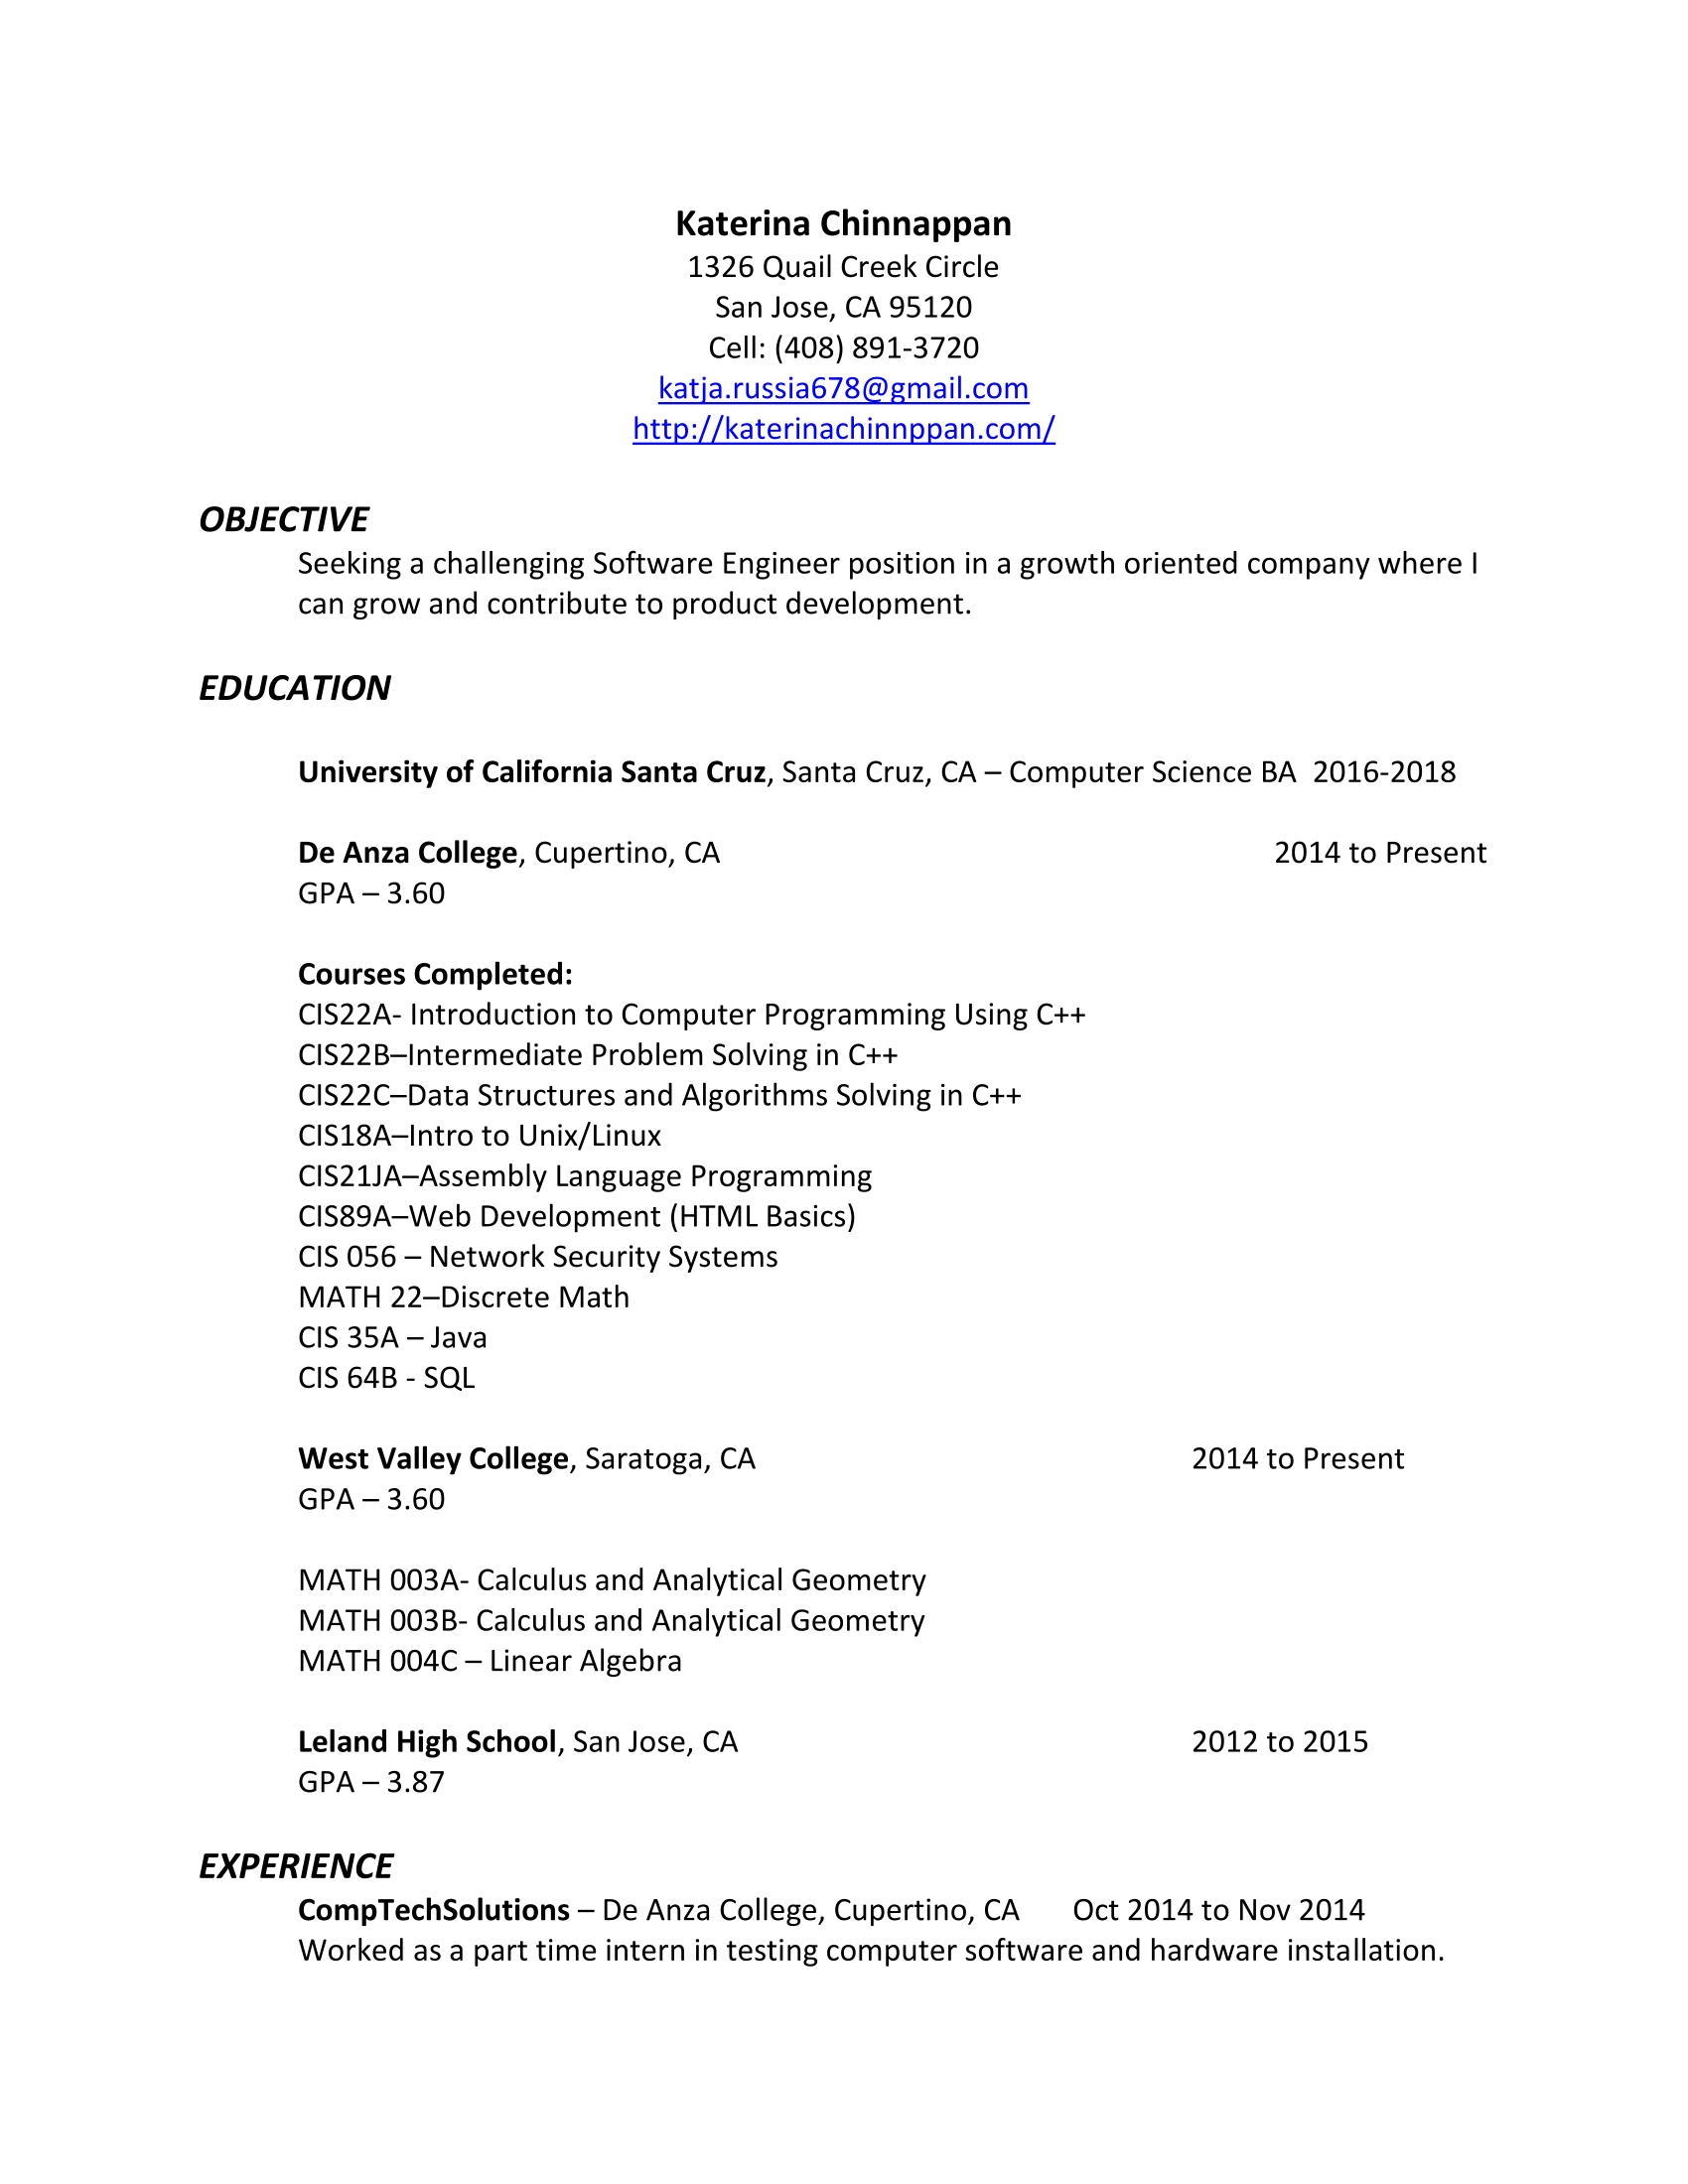 Katerina Chinnappan
1326 Quail Creek Circle
San Jose, CA 95120
Cell: (408) 891-3720
katja.russia678@gmail.com
http://katerinachinnppan.com/
OBJECTIVE
Seeking a challenging Software Engineer position in a growth oriented company where I
can grow and contribute to product development.
EDUCATION
University of California Santa Cruz, Santa Cruz, CA – Computer Science BA 2016-2018
De Anza College, Cupertino, CA 2014 to Present
GPA – 3.60
Courses Completed:
CIS22A- Introduction to Computer Programming Using C++
CIS22B–Intermediate Problem Solving in C++
CIS22C–Data Structures and Algorithms Solving in C++
CIS18A–Intro to Unix/Linux
CIS21JA–Assembly Language Programming
CIS89A–Web Development (HTML Basics)
CIS 056 – Network Security Systems
MATH 22–Discrete Math
CIS 35A – Java
CIS 64B - SQL
West Valley College, Saratoga, CA 2014 to Present
GPA – 3.60
MATH 003A- Calculus and Analytical Geometry
MATH 003B- Calculus and Analytical Geometry
MATH 004C – Linear Algebra
Leland High School, San Jose, CA 2012 to 2015
GPA – 3.87
EXPERIENCE
CompTechSolutions – De Anza College, Cupertino, CA Oct 2014 to Nov 2014
Worked as a part time intern in testing computer software and hardware installation.